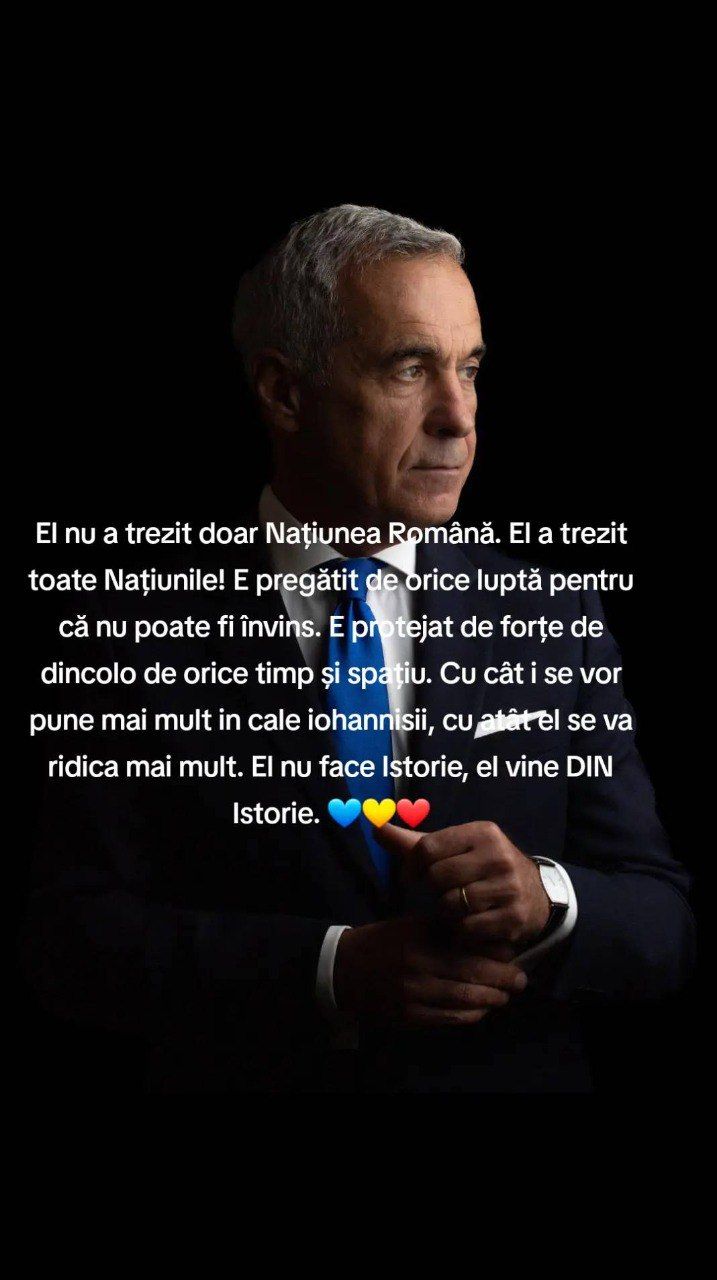 El nu a trezit doar Națiunea Română. El a trezit
toate Națiunile! E pregătit de orice luptă pentru
că nu poate fi învins. E protejat de forțe de
dincolo de orice timp și spațiu. Cu cât i se vor
pune mai mult in cale iohannisii, cu atât el se va
ridica mai mult. El nu face Istorie, el vine DIN
Istorie. 💙💛❤️